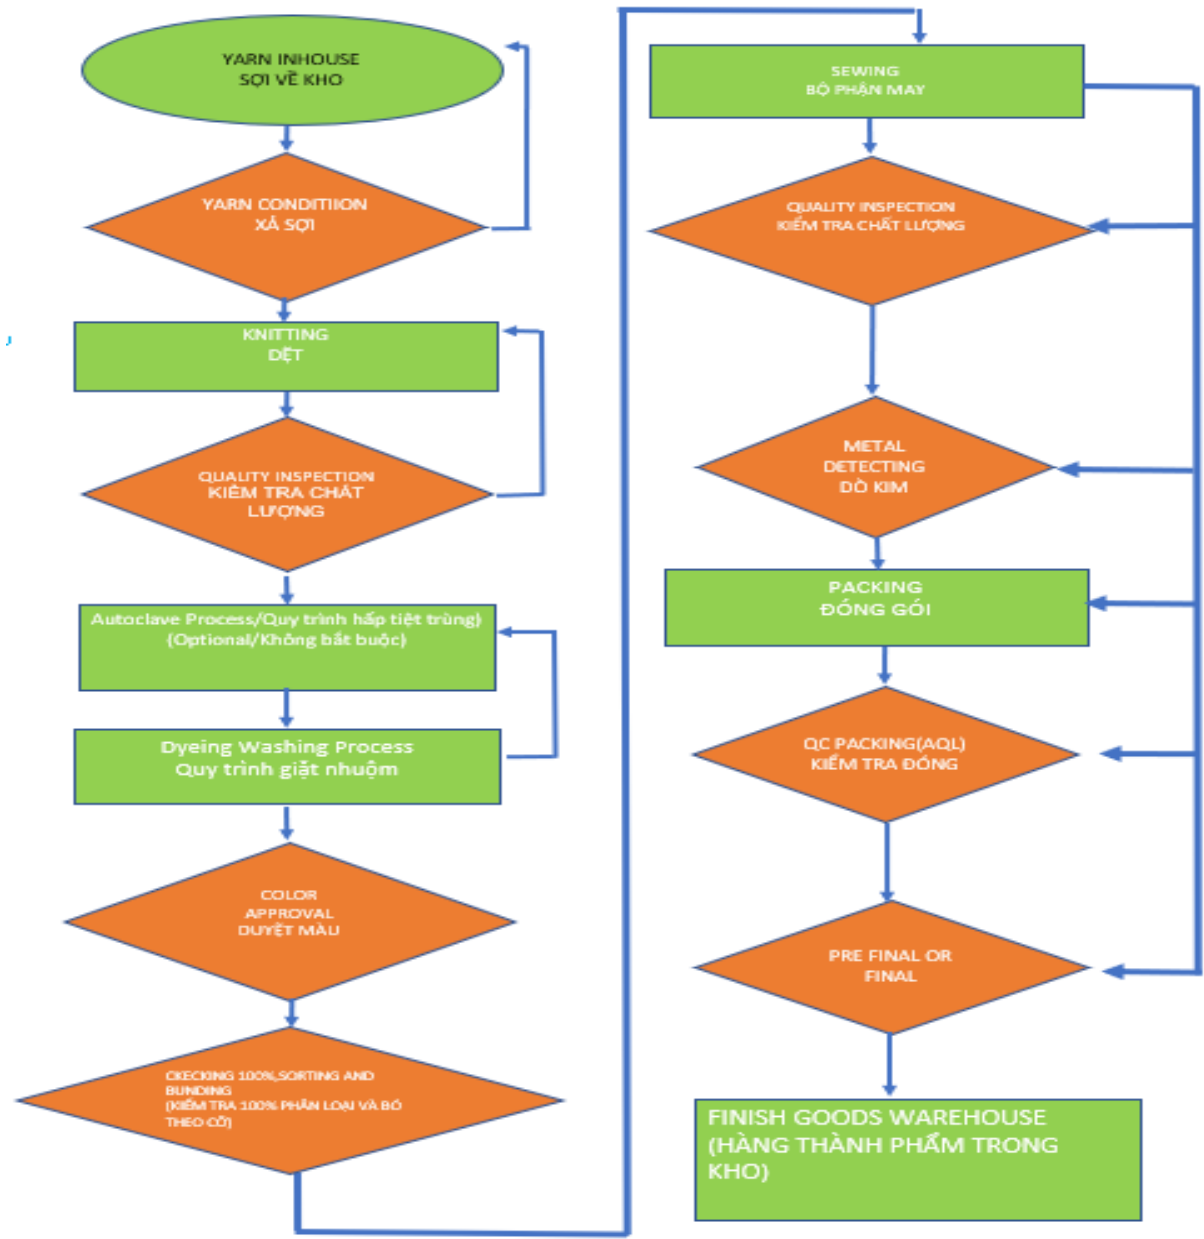 YARN INHOUSE
SỢI VỀ KHO
YARN CONDITIION
XẢ SỢI
KNITTING
DỆT
QUALITY INSPECTION
KIỂM TRA CHẤT
LƯỢNG
Autoclave Process/Quy trình hấp tiệt trùng)
(Optional/Không bắt buộc)
Dyeing Washing Process
Quy trình giặt nhuộm
COLOR
APPROVAL
DUYỆT MÀU
CKECKING 100%,SORTING AND
BUNDING
(KIỂM TRA 100% PHÂN LOẠI VÀ BÓ
THEO CỠ)
SEWING
BỘ PHẬN MAY
QUALITY INSPECTION
KIỂM TRA CHẤT LƯỢNG
METAL
DETECTING
DÒ KIM
PACKING
ĐÓNG GÓI
QC PACKING(AQL)
KIỂM TRA ĐÓNG
PRE FINAL OR
FINAL
FINISH GOODS WAREHOUSE
(HÀNG THÀNH PHẨM TRONG
KHO)